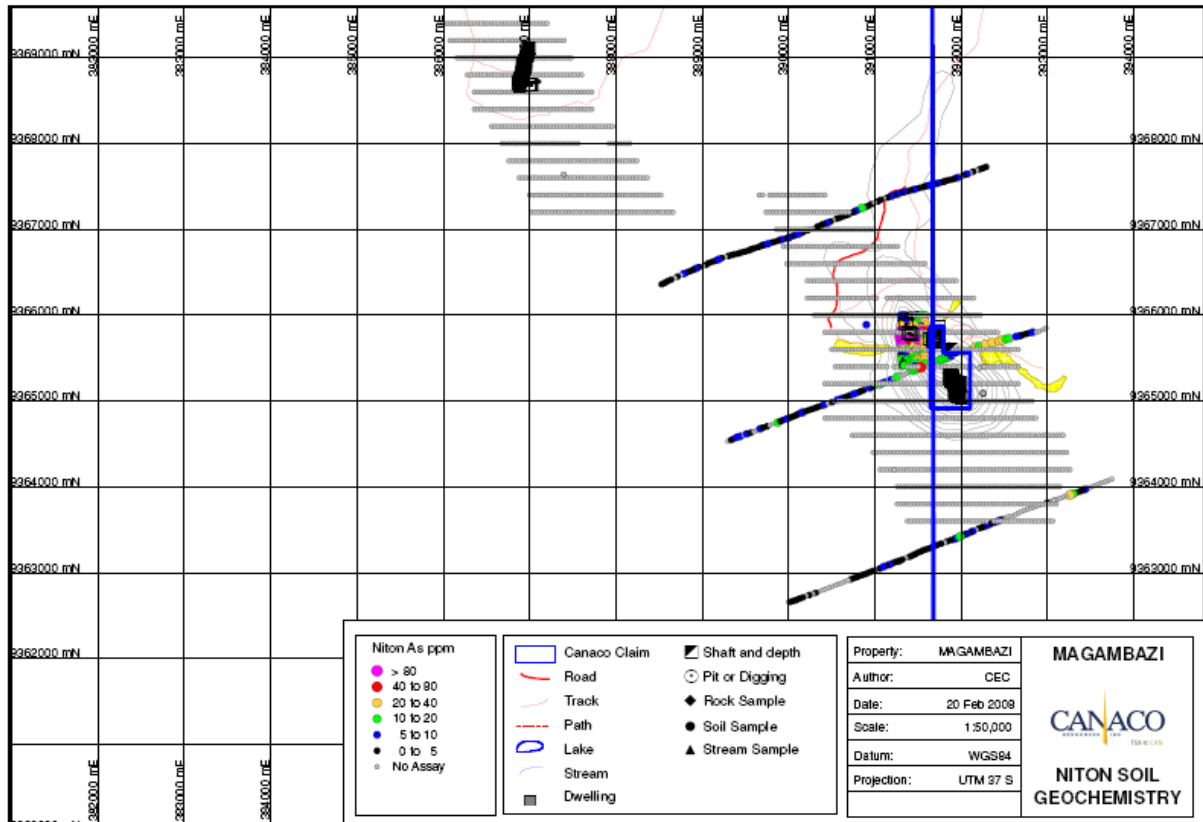 382000 mE
383000 mE
384000 mE
385000 mE
386000 mE
387000 mE
388000 mE
389000 mE
390000 mE
391000 mE
392000 mE
393000 mE
394000 mE
9369000 mN
9369000 mN
9368000 mN
9368000 mN
9367000 mN
9367000 mN
9366000 mN
9366000 mN
9365000 mN
9365000 mN
9364000 mN
9364000 mN
9363000 mN
9363000 mN
9362000 mN
382000 mE
383000 mE
384000 mE
Niton As ppm
> 80
40 to 80
20 to 40
10 to 20
5 to 10
0 to 5
No Assay
Canaco Claim
Road
Track
Path
Lake
Stream
Dwelling
Shaft and depth
Pit or Digging
Rock Sample
Soil Sample
Stream Sample
Property: MAGAMBAZI
Author: CEC
Date: 20 Feb 2009
Scale: 1:50,000
Datum: WGS84
Projection: UTM 37 S
MAGAMBAZI
CANACO
RESOURCES INC
NITON SOIL
GEOCHEMISTRY